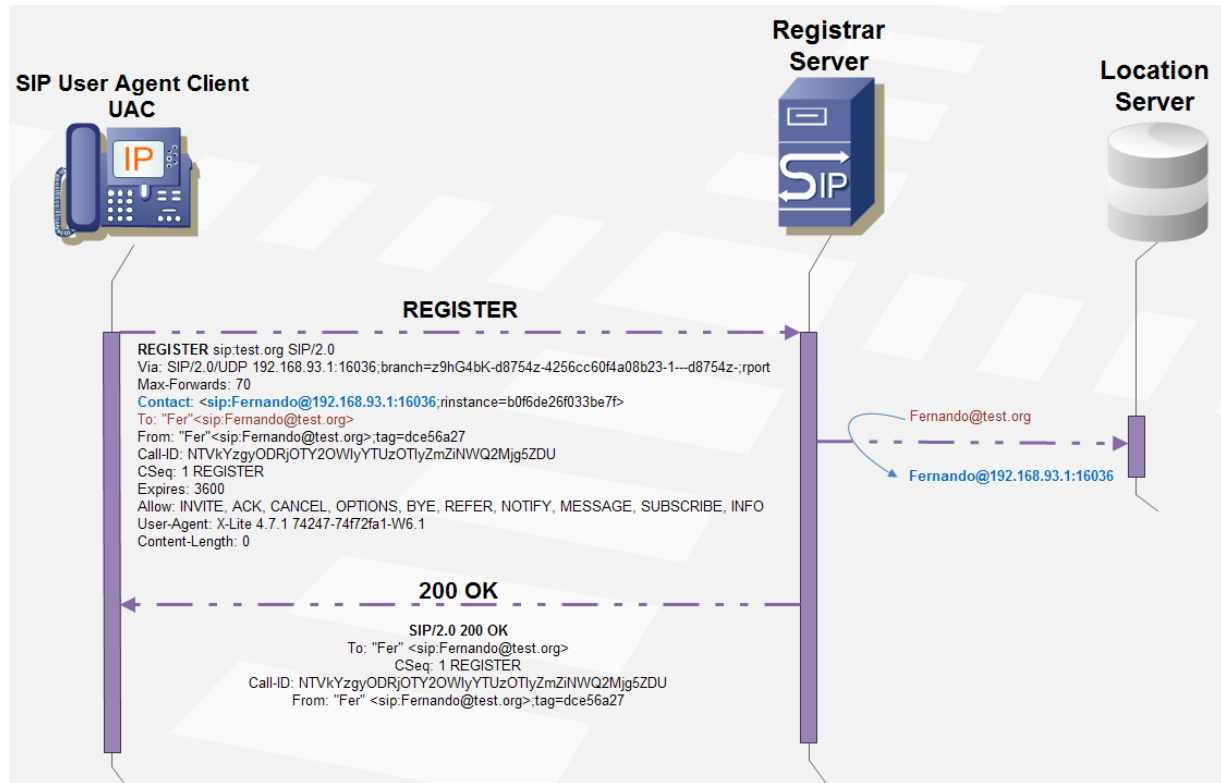 Registrar
Server
Location
Server
SIP User Agent Client
UAC
IP
SIP
REGISTER
REGISTER sip:test.org SIP/2.0
Via: SIP/2.0/UDP 192.168.93.1:16036;branch=z9hG4bK-d8754z-4256cc60f4a08b23-1---d8754z-;rport
Max-Forwards: 70
Contact: <sip:Fernando@192.168.93.1:16036;rinstance=b0f6de26f033be7f>
To: "Fer"<sip:Fernando@test.org>
From: "Fer"<sip:Fernando@test.org>;tag=dce56a27
Call-ID: NTVkYzgyODRjOTY2OWIyYTUzOTIyZmZiNWQ2Mjg5ZDU
CSeq: 1 REGISTER
Expires: 3600
Allow: INVITE, ACK, CANCEL, OPTIONS, BYE, REFER, NOTIFY, MESSAGE, SUBSCRIBE, INFO
User-Agent: X-Lite 4.7.1 74247-74f72fa1-W6.1
Content-Length: 0
Fernando@test.org
Fernando@192.168.93.1:16036
200 OK
SIP/2.0 200 OK
To: "Fer" <sip:Fernando@test.org>
CSeq: 1 REGISTER
Call-ID: NTVkYzgyODRjOTY2OWIyYTUzOTIyZmZiNWQ2Mjg5ZDU
From: "Fer" <sip:Fernando@test.org>;tag=dce56a27